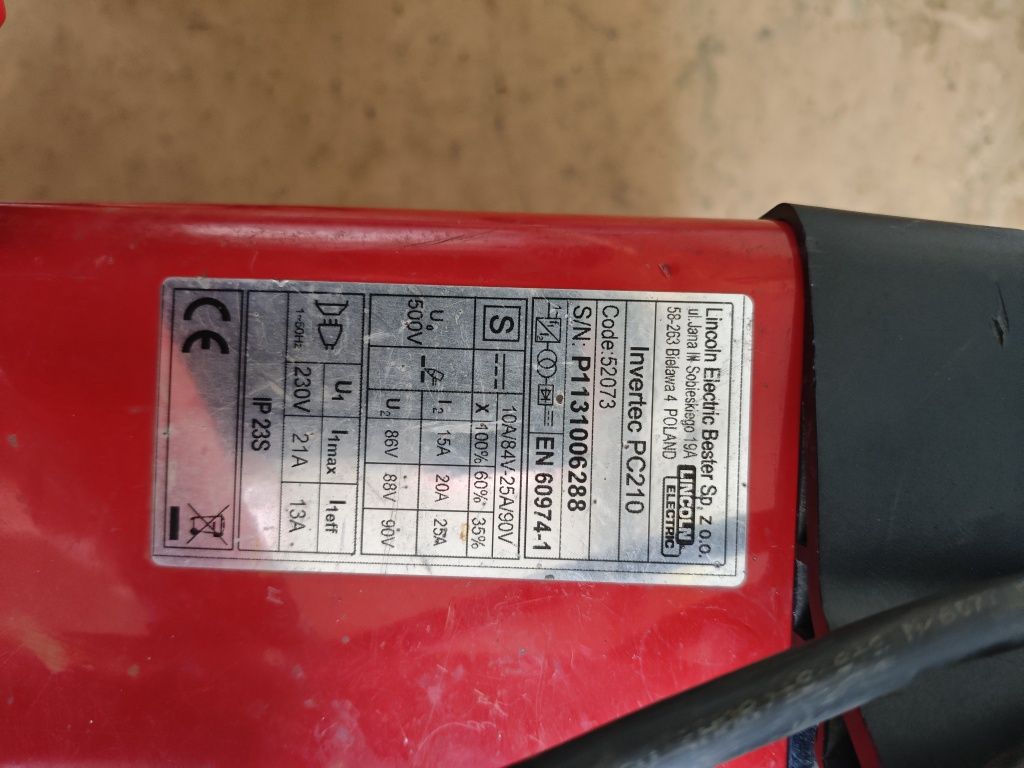 Lincoln Electric Bester Sp. z o.o.
ul.Jana III Sobieskiego 19A
58-263 Bielawa 4 POLAND
LINCOLN
ELECTRIC
Invertec PC210
Code:52073
S/N: P1131006288
EN 60974-1
S
10A/84V-25A/90V
X 100% 60% 35%
U₀
500V
I₂ 15A 20A 25A
U₂ 86V 88V 90V
U₁ I₁max I₁eff
1~50Hz 230V 21A 13A
IP 23S
CE